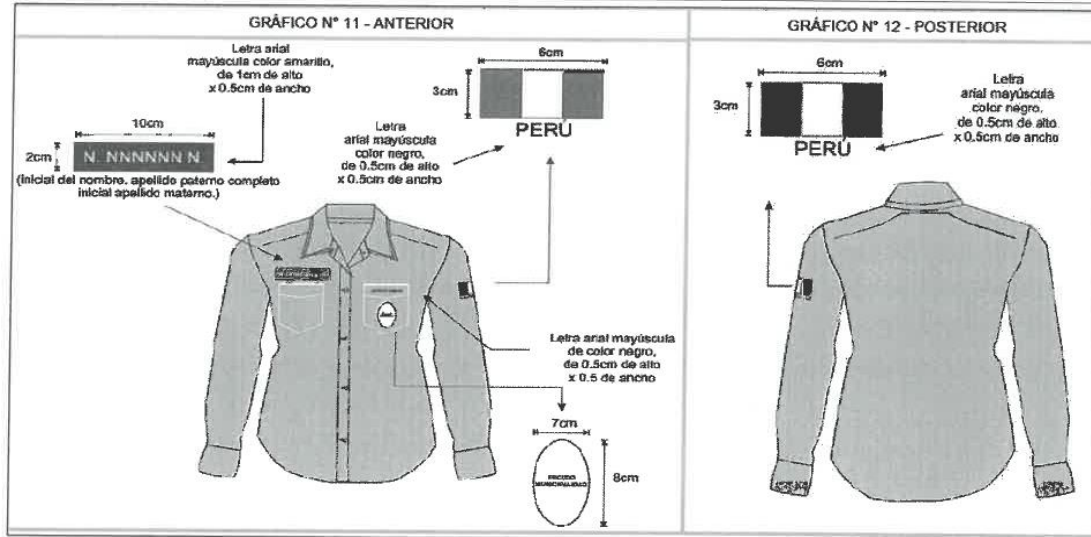 GRÁFICO N° 11 - ANTERIOR
Letra arial
mayúscula color amarillo,
de 1cm de alto
x 0.5cm de ancho
10cm
2cm
N. NNNNNNN N
(inicial del nombre, apellido paterno completo
inicial apellido materno.)
6cm
3cm
PERÚ
Letra
arial mayúscula
color negro,
de 0.5cm de alto
x 0.5cm de ancho
Letra arial mayúscula
de color negro,
de 0.5cm de alto
x 0.5 de ancho
7cm
8cm
ESCUDO
MUNICIPALIDAD
GRÁFICO N° 12 - POSTERIOR
6cm
3cm
PERÚ
Letra
arial mayúscula
color negro,
de 0.5cm de alto
x 0.5cm de ancho